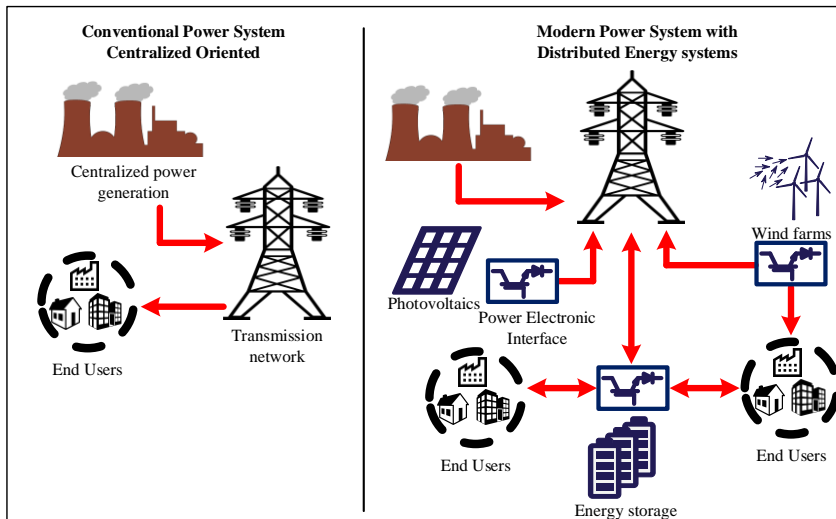 Conventional Power System
Centralized Oriented
Centralized power
generation
Transmission
network
End Users
Modern Power System with
Distributed Energy systems
Wind farms
Photovoltaics
Power Electronic
Interface
End Users
End Users
Energy storage